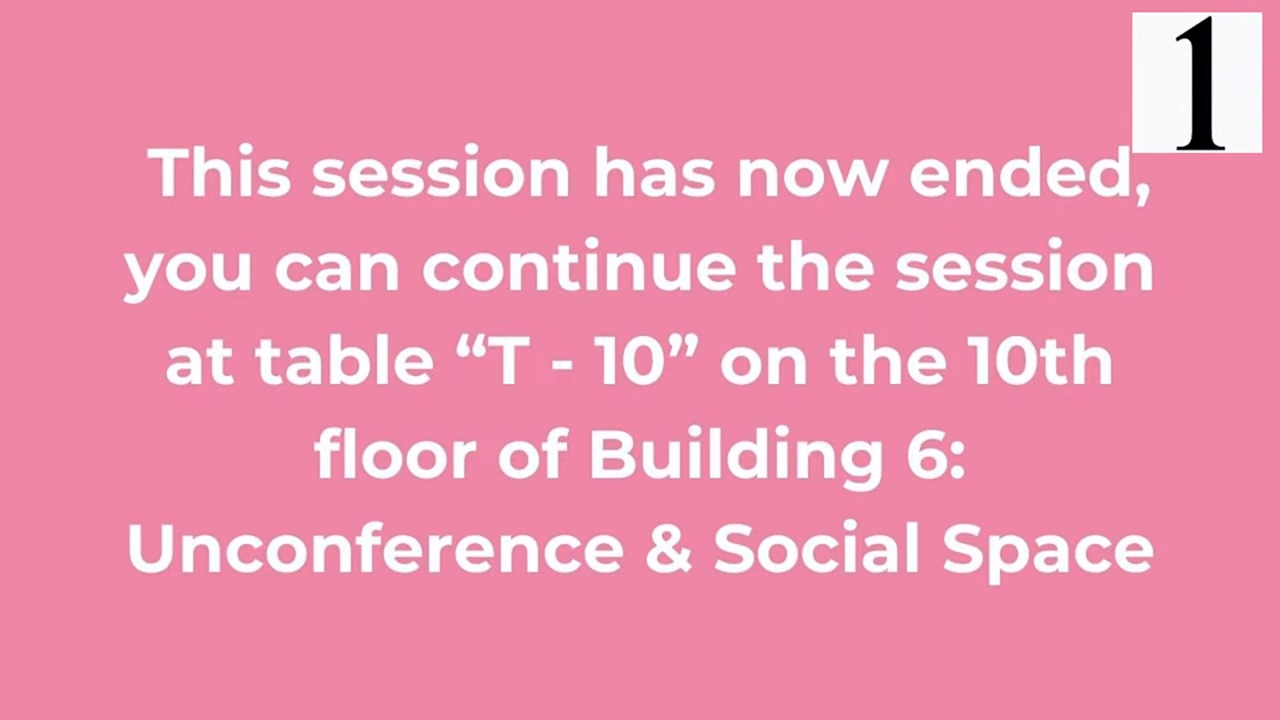 1
This session has now ended,
you can continue the session
at table “T - 10” on the 10th
floor of Building 6:
Unconference & Social Space